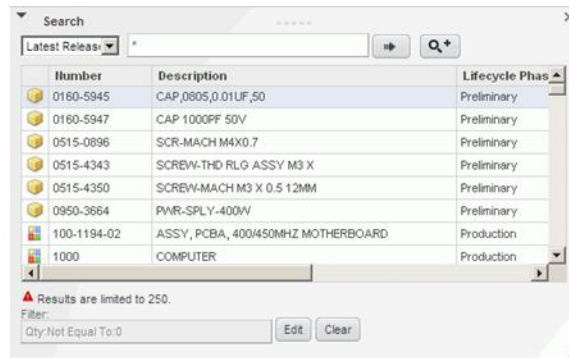 Search
Latest Releas *
Number Description Lifecycle Phas
0160-5945 CAP,0805,0.01UF,50 Preliminary
0160-5947 CAP 1000PF 50V Preliminary
0515-0896 SCR-MACH M4X0.7 Preliminary
0515-4343 SCREW-THD RLG ASSY M3 X Preliminary
0515-4350 SCREW-MACH M3 X 0.5 12MM Preliminary
0950-3664 PWR-SPLY-400W Preliminary
100-1194-02 ASSY, PCBA, 400/450MHZ MOTHERBOARD Production
1000 COMPUTER Production
Results are limited to 250.
Filter:
Qty:Not Equal To:0 Edit Clear